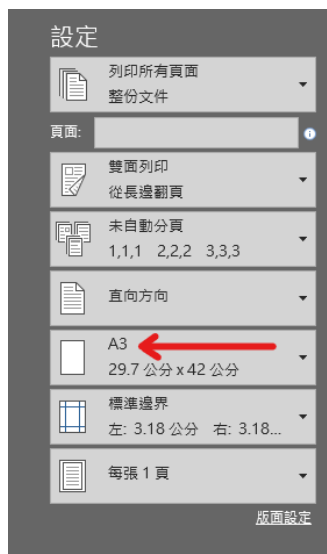 設定
列印所有頁面
整份文件
頁面:
雙面列印
從長邊翻頁
未自動分頁
1,1,1 2,2,2 3,3,3
直向方向
A3
29.7 公分 x 42 公分
標準邊界
左: 3.18 公分 右: 3.18...
每張 1 頁
版面設定